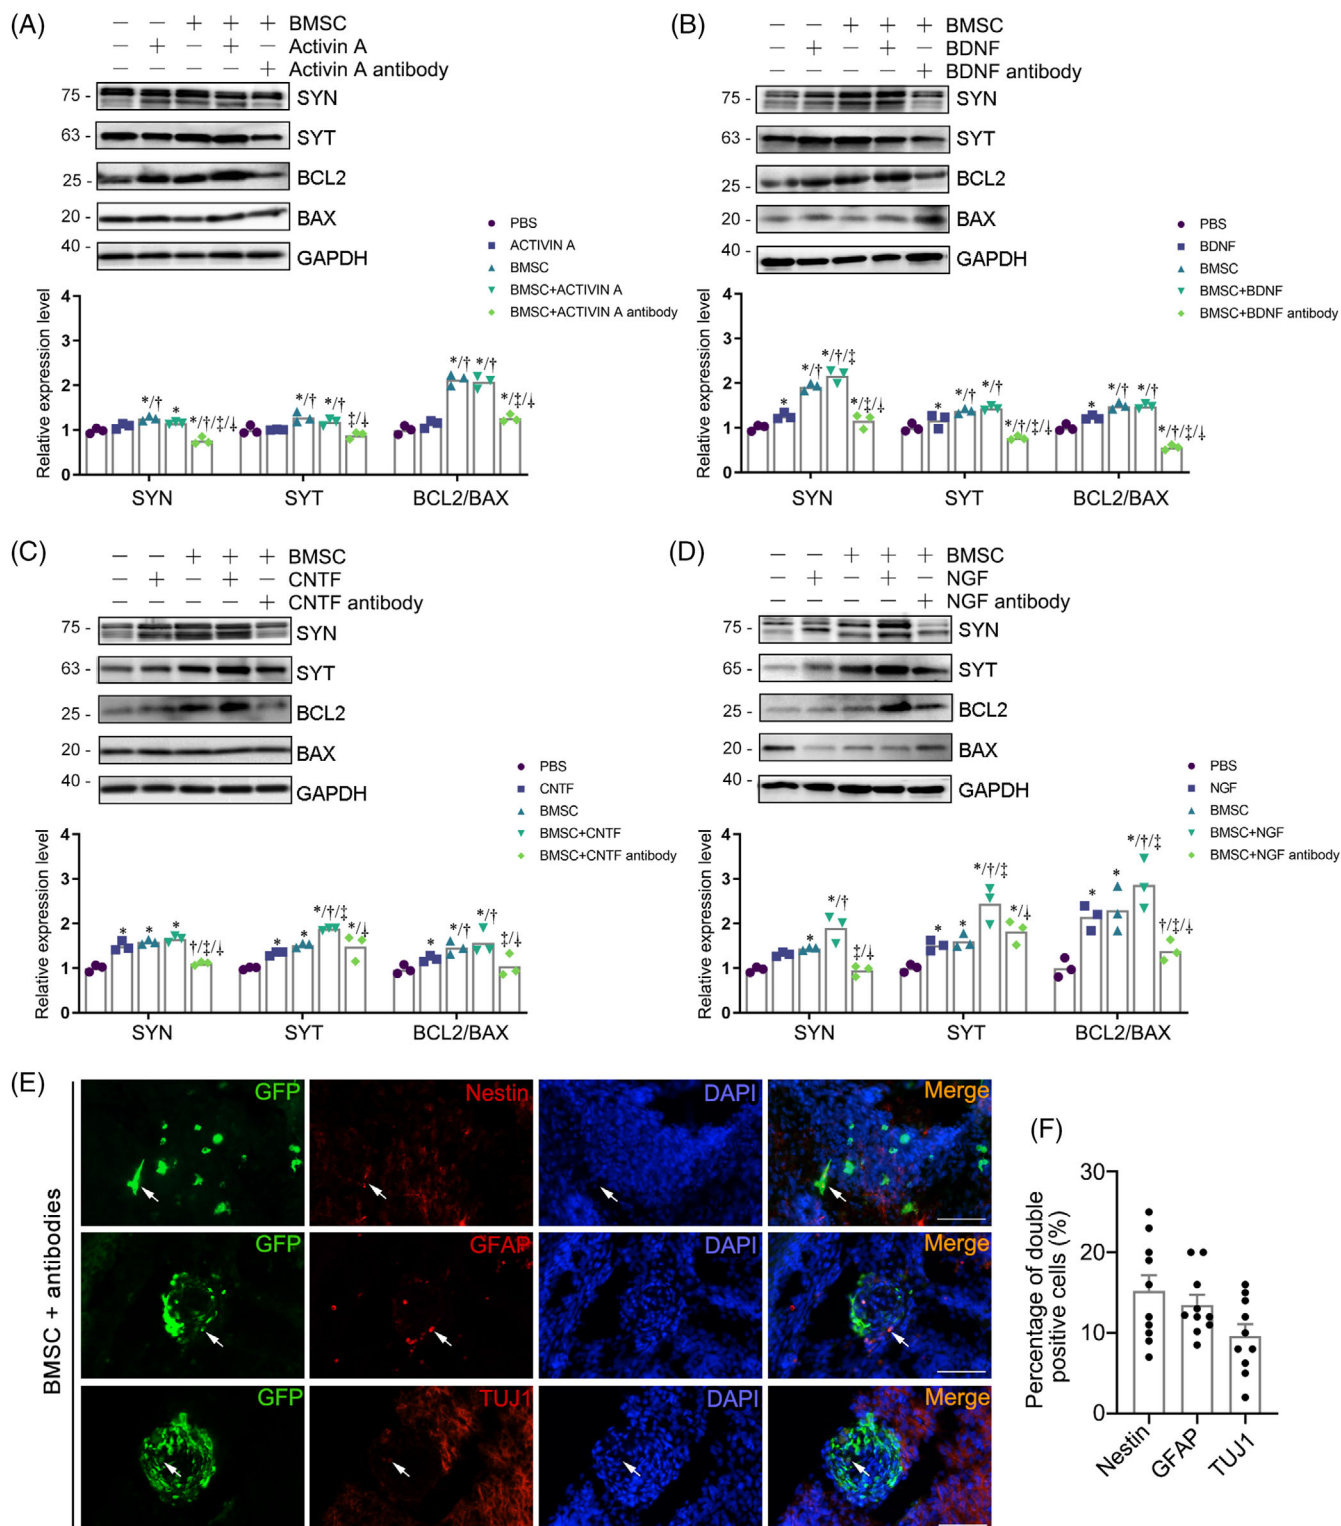 (A)
− − + + + BMSC
− + − + − Activin A
− − − − + Activin A antibody
75 - SYN
63 - SYT
25 - BCL2
20 - BAX
40 - GAPDH
PBS
ACTIVIN A
BMSC
BMSC+ACTIVIN A
BMSC+ACTIVIN A antibody
Relative expression level
4
3
2
1
0
*/† * */†/‡/⸸
*/† */† ‡/⸸
*/† */† */‡/⸸
SYN SYT BCL2/BAX
(B)
− − + + + BMSC
− + − + − BDNF
− − − − + BDNF antibody
75 - SYN
63 - SYT
25 - BCL2
20 - BAX
40 - GAPDH
PBS
BDNF
BMSC
BMSC+BDNF
BMSC+BDNF antibody
Relative expression level
4
3
2
1
0
* */† */†/‡ */‡/⸸
* */† */† */†/‡/⸸
* */† */† */†/‡/⸸
SYN SYT BCL2/BAX
(C)
− − + + + BMSC
− + − + − CNTF
− − − − + CNTF antibody
75 - SYN
63 - SYT
25 - BCL2
20 - BAX
40 - GAPDH
PBS
CNTF
BMSC
BMSC+CNTF
BMSC+CNTF antibody
Relative expression level
4
3
2
1
0
* * * †/‡/⸸
* * */†/‡ */⸸
* */† */† ‡/⸸
SYN SYT BCL2/BAX
(D)
− − + + + BMSC
− + − + − NGF
− − − − + NGF antibody
75 - SYN
65 - SYT
25 - BCL2
20 - BAX
40 - GAPDH
PBS
NGF
BMSC
BMSC+NGF
BMSC+NGF antibody
Relative expression level
4
3
2
1
0
* */† ‡/⸸
* * */†/‡ */⸸
* * */†/‡ †/‡/⸸
SYN SYT BCL2/BAX
(E)
BMSC + antibodies
GFP Nestin DAPI Merge
GFP GFAP DAPI Merge
GFP TUJ1 DAPI Merge
(F)
Percentage of double
positive cells (%)
30
20
10
0
Nestin GFAP TUJ1